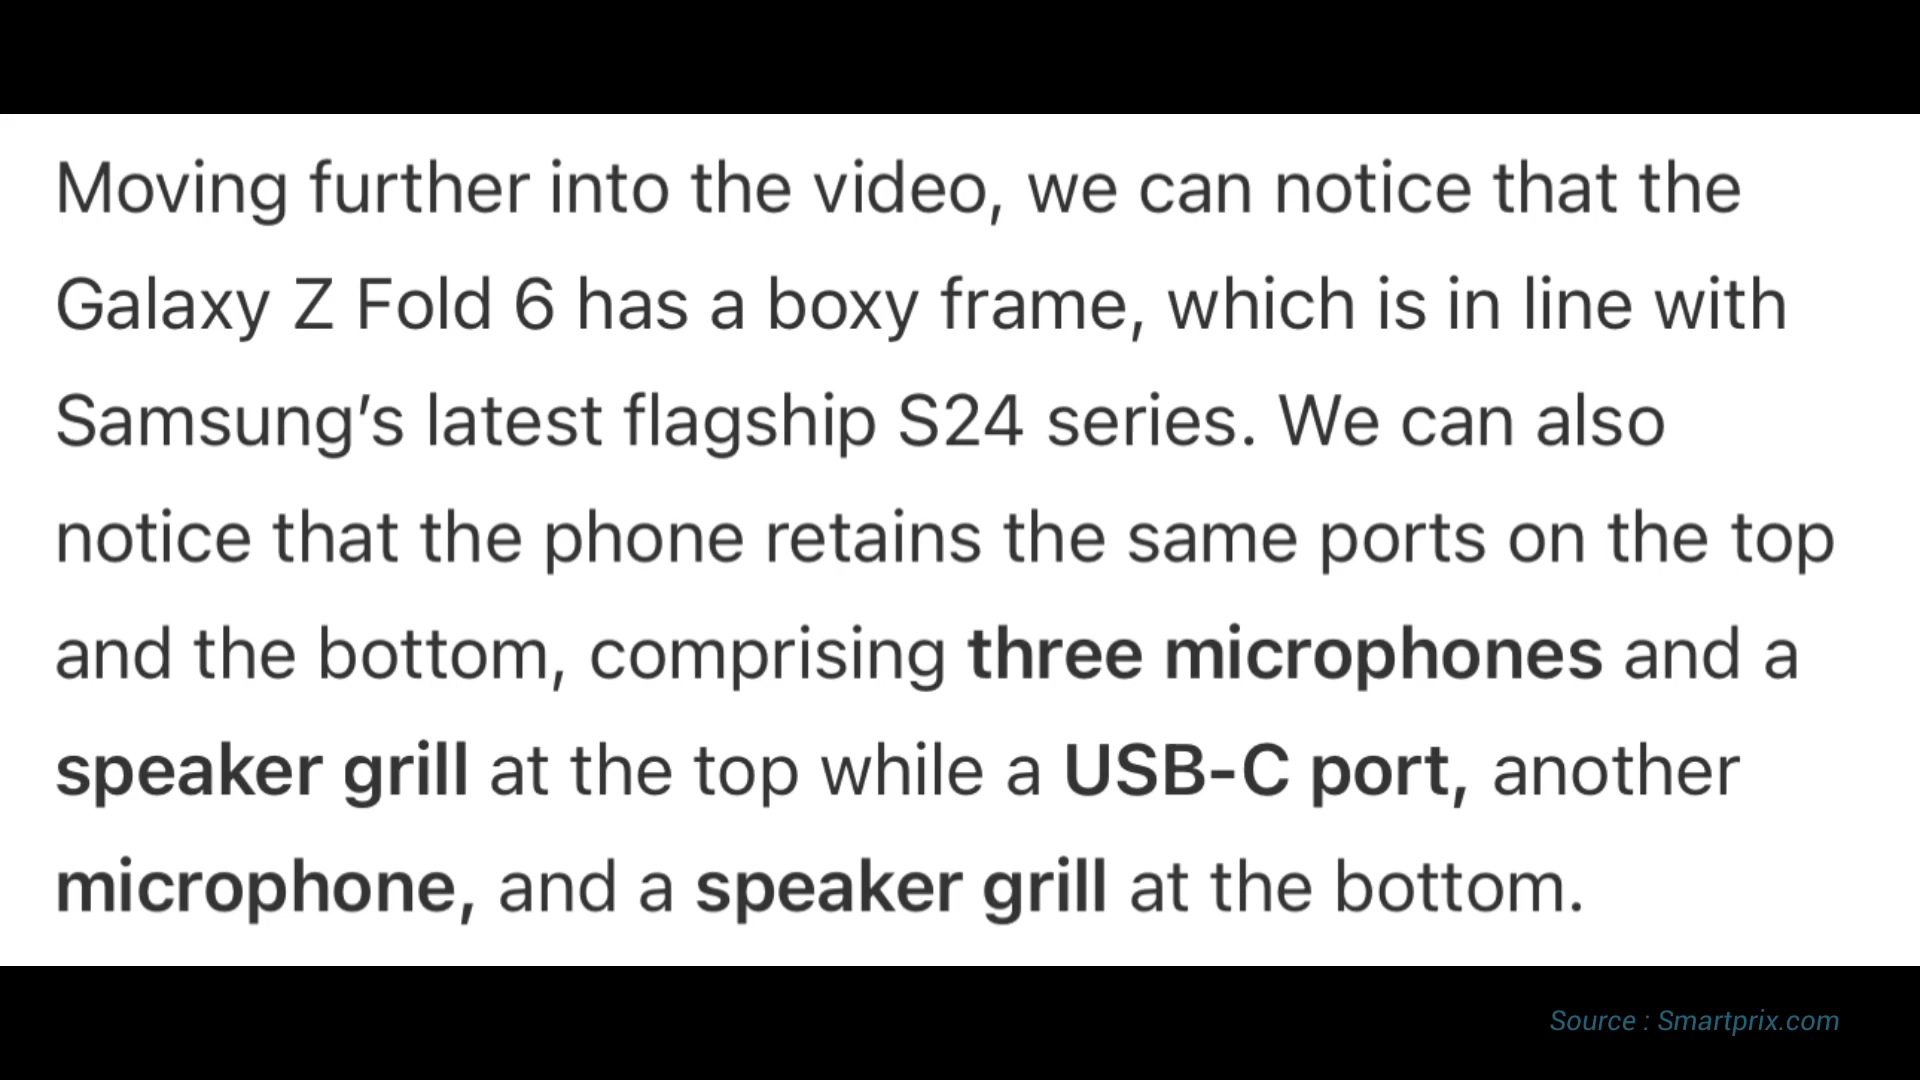 Moving further into the video, we can notice that the
Galaxy Z Fold 6 has a boxy frame, which is in line with
Samsung’s latest flagship S24 series. We can also
notice that the phone retains the same ports on the top
and the bottom, comprising three microphones and a
speaker grill at the top while a USB-C port, another
microphone, and a speaker grill at the bottom.
Source : Smartprix.com